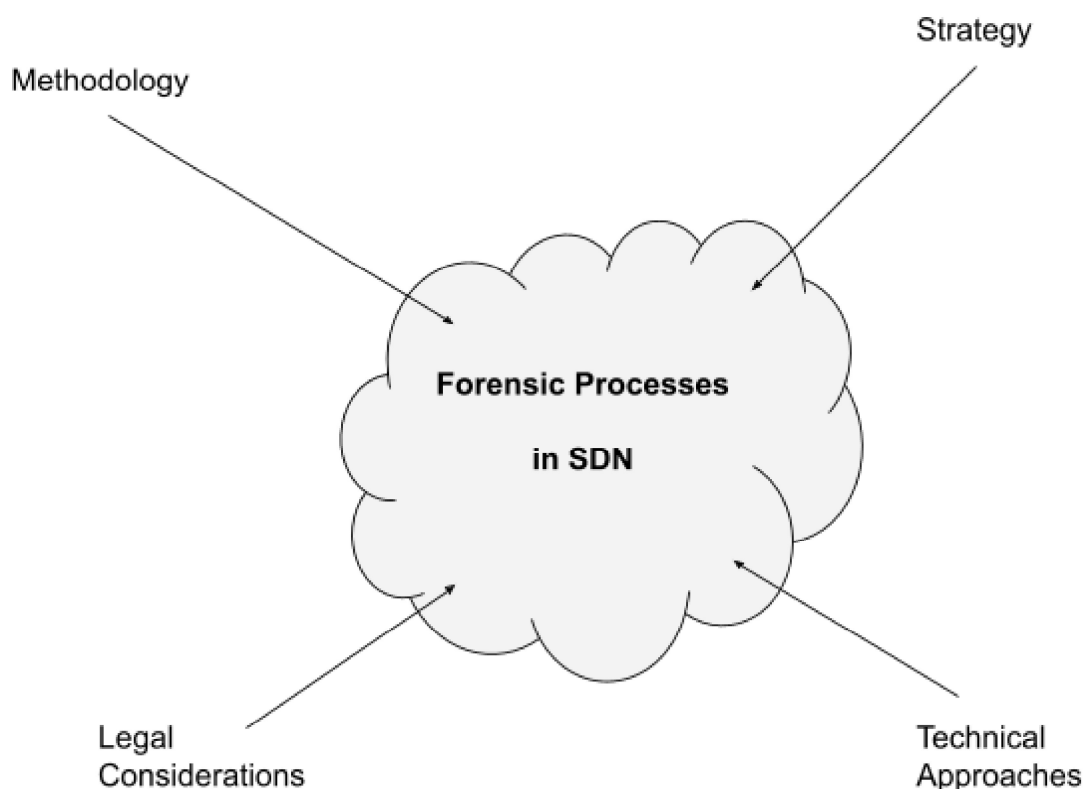 Strategy
Methodology
Forensic Processes
in SDN
Legal
Considerations
Technical
Approaches